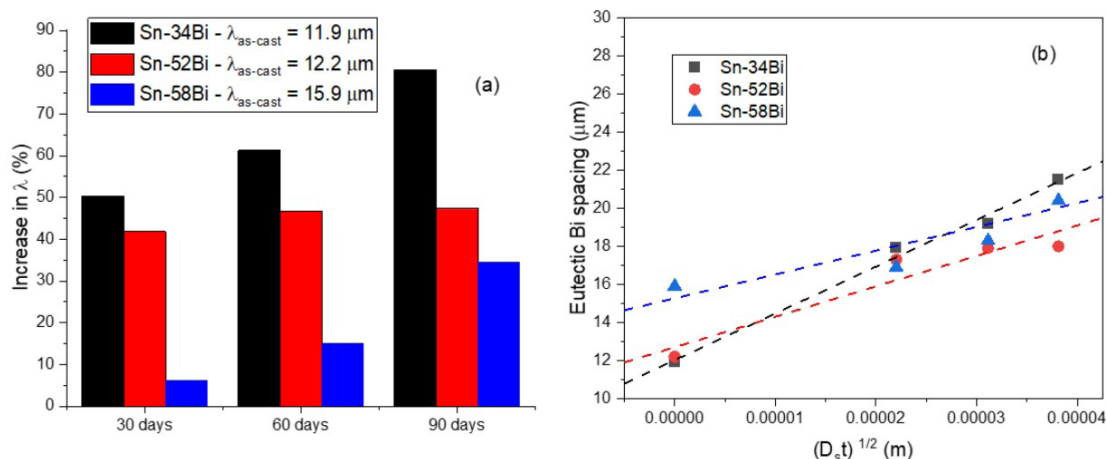 (a)
Sn-34Bi - λas-cast = 11.9 μm
Sn-52Bi - λas-cast = 12.2 μm
Sn-58Bi - λas-cast = 15.9 μm
Increase in λ (%)
90
80
70
60
50
40
30
20
10
0
30 days
60 days
90 days
(b)
Sn-34Bi
Sn-52Bi
Sn-58Bi
Eutectic Bi spacing (μm)
30
28
26
24
22
20
18
16
14
12
10
0.00000
0.00001
0.00002
0.00003
0.00004
(Dst) 1/2 (m)